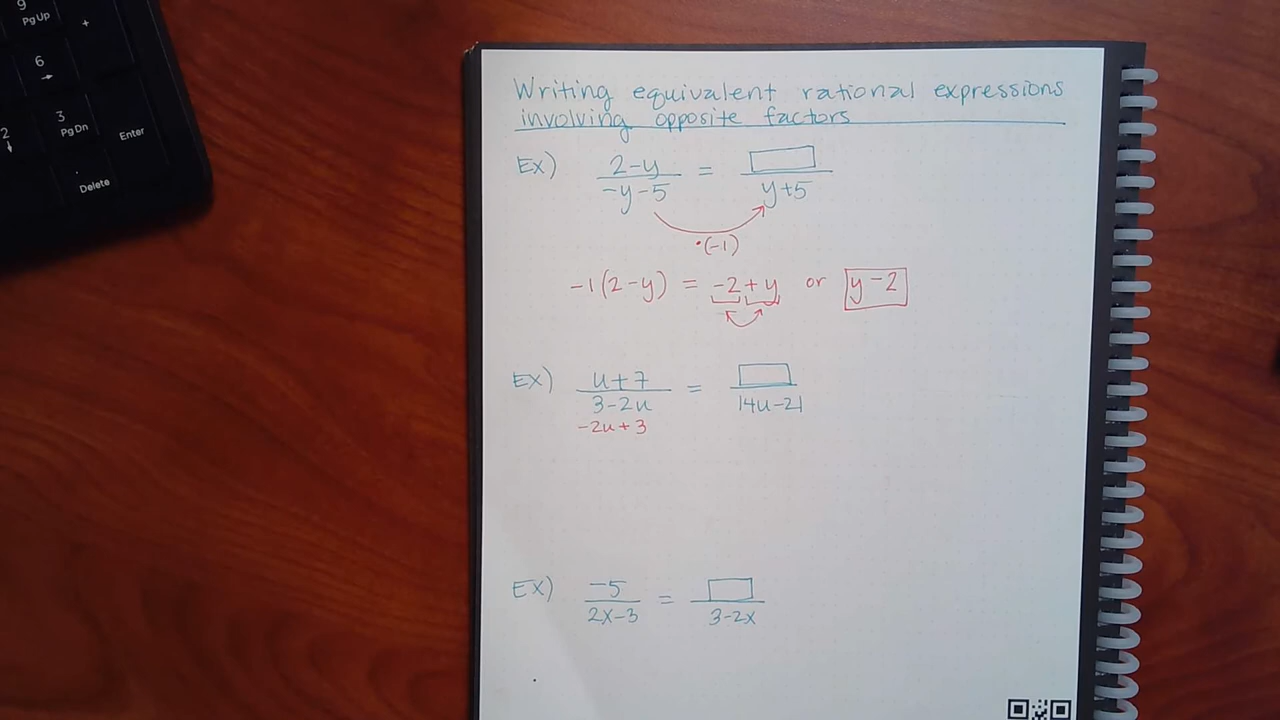 9
PgUp
+
6
→
2
↓
3
PgDn
Enter
.
Delete
Writing equivalent rational expressions
involving opposite factors
Ex) 2-y / -y-5 = □ / y+5
•(-1)
-1(2-y) = -2+y or y-2
Ex) u+7 / 3-2u = □ / 14u-21
-2u+3
Ex) -5 / 2x-3 = □ / 3-2x